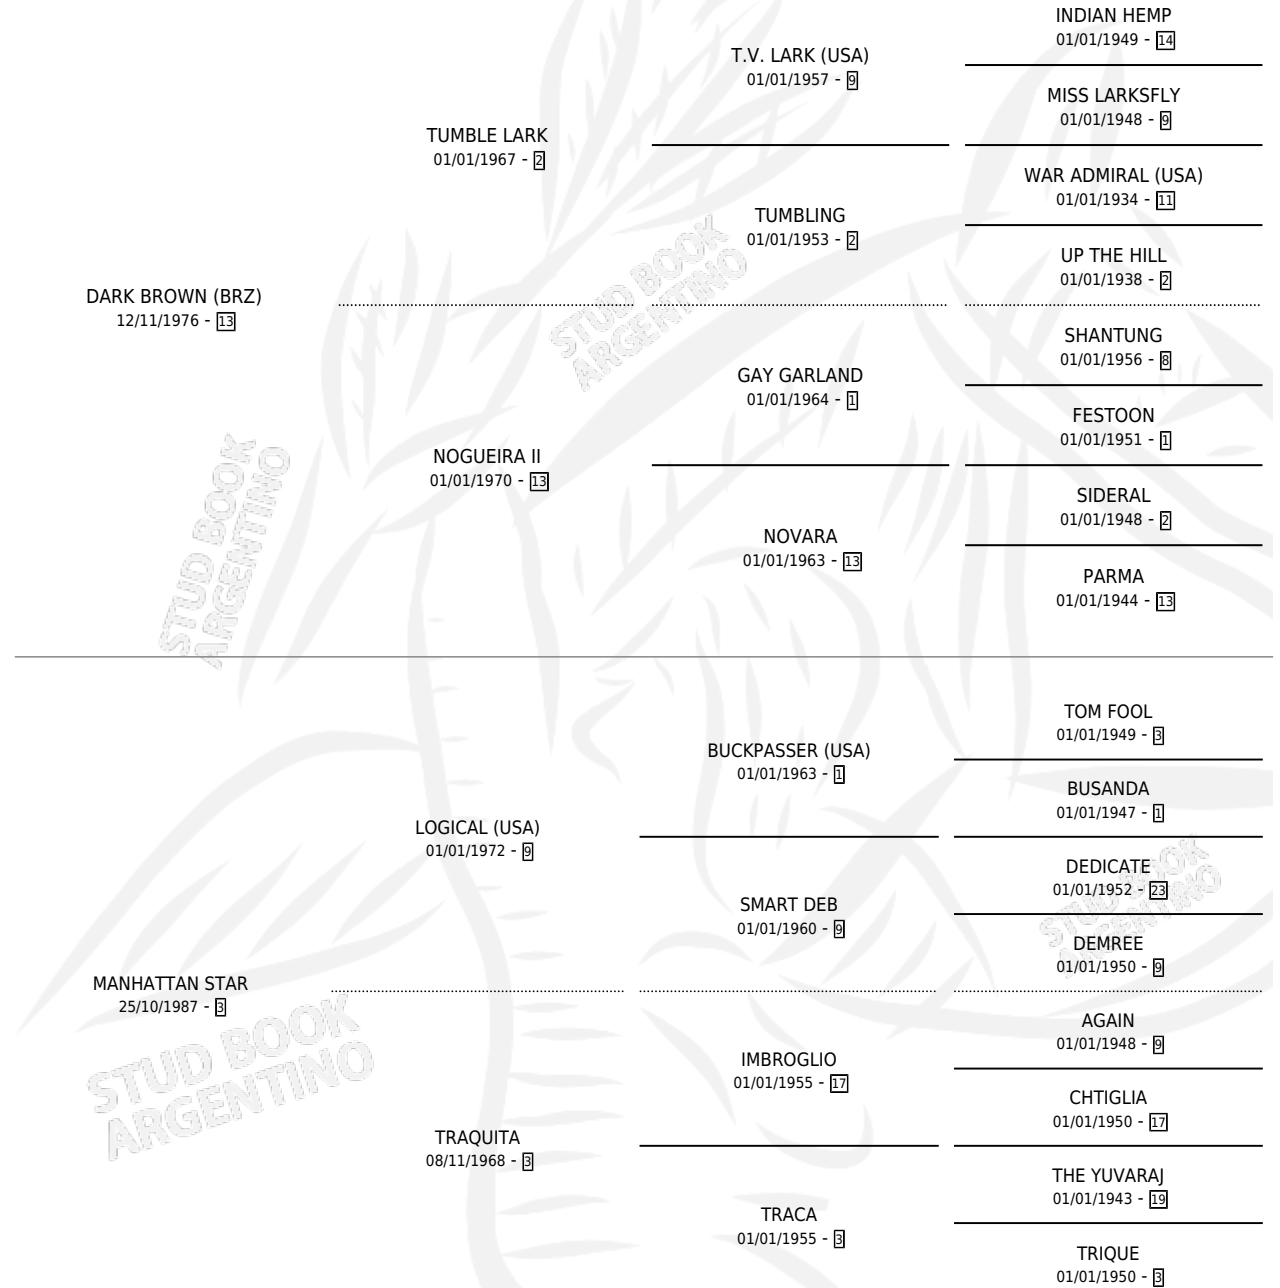 INDIAN HEMP
01/01/1949 - 14
T.V. LARK (USA)
01/01/1957 - 9
MISS LARKSFLY
01/01/1948 - 9
TUMBLE LARK
01/01/1967 - 2
WAR ADMIRAL (USA)
01/01/1934 - 11
TUMBLING
01/01/1953 - 2
UP THE HILL
01/01/1938 - 2
DARK BROWN (BRZ)
12/11/1976 - 13
STUD BOOK
ARGENTINO
SHANTUNG
01/01/1956 - 8
GAY GARLAND
01/01/1964 - 1
FESTOON
01/01/1951 - 1
NOGUEIRA II
01/01/1970 - 13
SIDERAL
01/01/1948 - 2
NOVARA
01/01/1963 - 13
PARMA
01/01/1944 - 13
STUD BOOK
ARGENTINO
TOM FOOL
01/01/1949 - 3
BUCKPASSER (USA)
01/01/1963 - 1
BUSANDA
01/01/1947 - 1
LOGICAL (USA)
01/01/1972 - 9
DEDICATE
01/01/1952 - 23
SMART DEB
01/01/1960 - 9
DEMREE
01/01/1950 - 9
STUD BOOK
ARGENTINO
MANHATTAN STAR
25/10/1987 - 3
AGAIN
01/01/1948 - 9
IMBROGLIO
01/01/1955 - 17
CHTIGLIA
01/01/1950 - 17
STUD BOOK
ARGENTINO
TRAQUITA
08/11/1968 - 3
THE YUVARAJ
01/01/1943 - 19
TRACA
01/01/1955 - 3
TRIQUE
01/01/1950 - 3